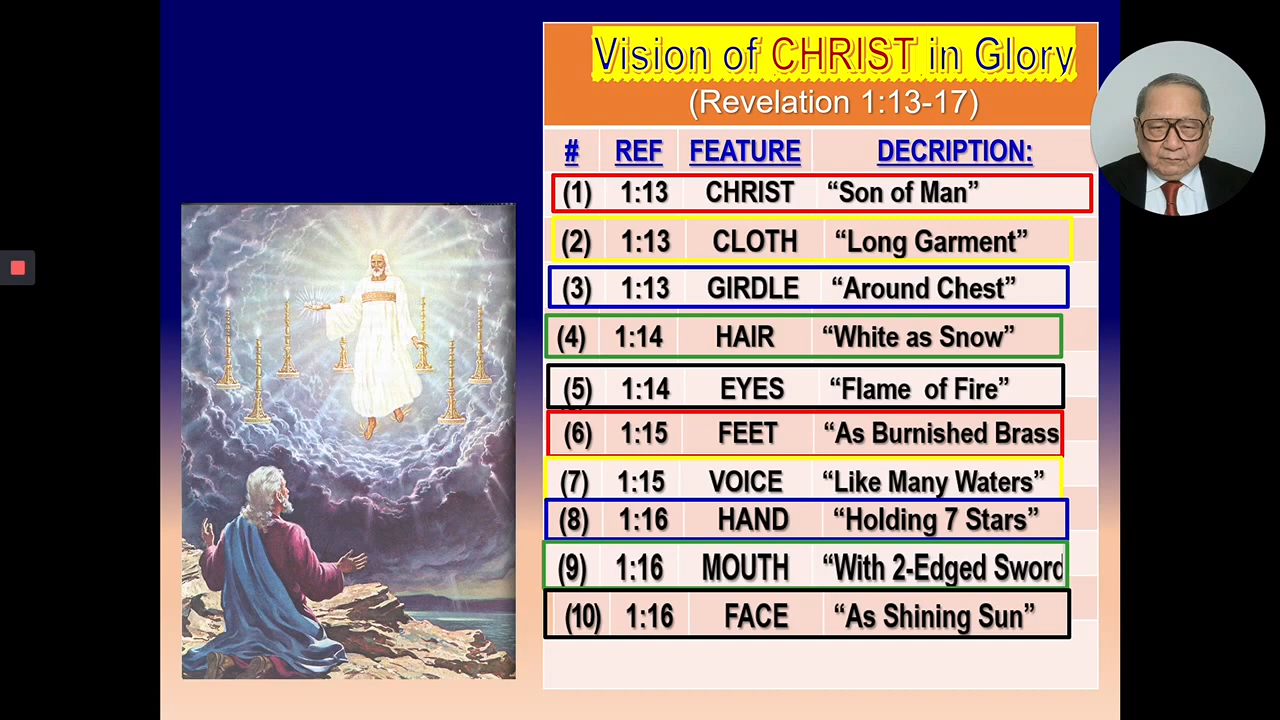 Vision of CHRIST in Glory
(Revelation 1:13-17)
# REF FEATURE DECRIPTION:
(1) 1:13 CHRIST “Son of Man”
(2) 1:13 CLOTH “Long Garment”
(3) 1:13 GIRDLE “Around Chest”
(4) 1:14 HAIR “White as Snow”
(5) 1:14 EYES “Flame of Fire”
(6) 1:15 FEET “As Burnished Brass
(7) 1:15 VOICE “Like Many Waters”
(8) 1:16 HAND “Holding 7 Stars”
(9) 1:16 MOUTH “With 2-Edged Sword
(10) 1:16 FACE “As Shining Sun”